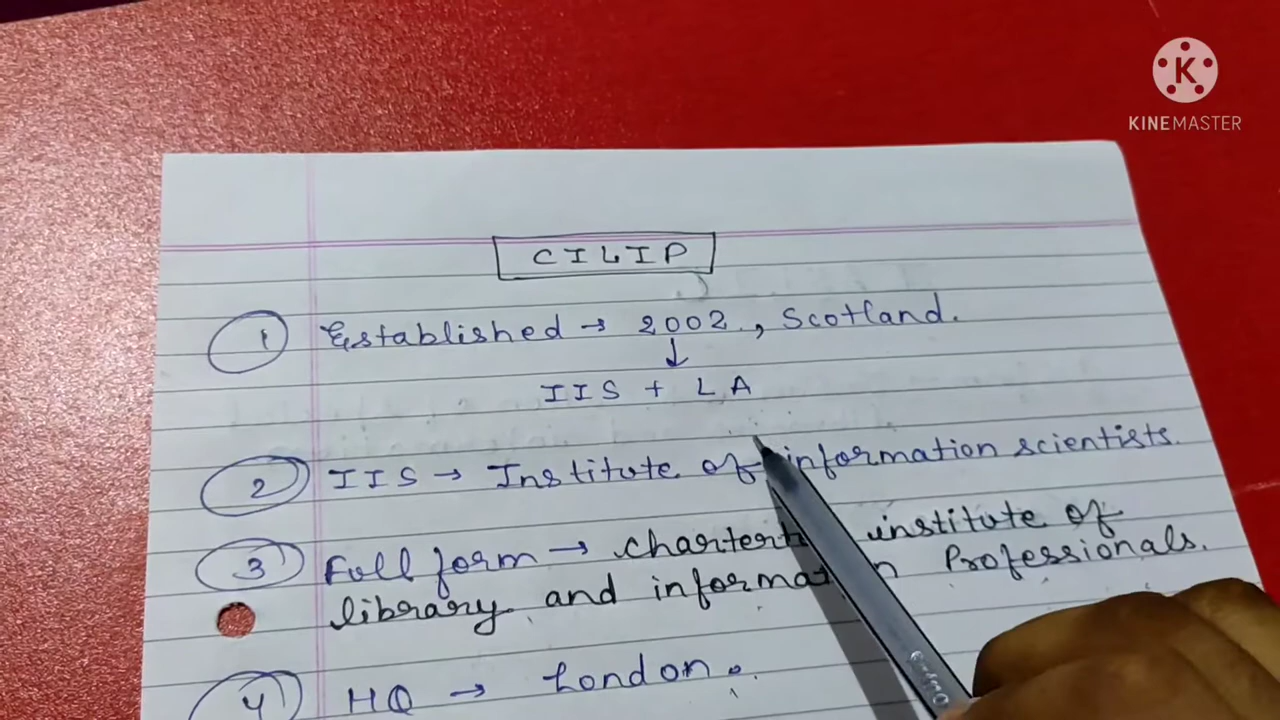 KINEMASTER
CILIP
1 Established → 2002, Scotland.
↓
IIS + LA
2 IIS → Institute of information scientists.
3 Full form → institute of
library and Professionals.
4 HQ → London.